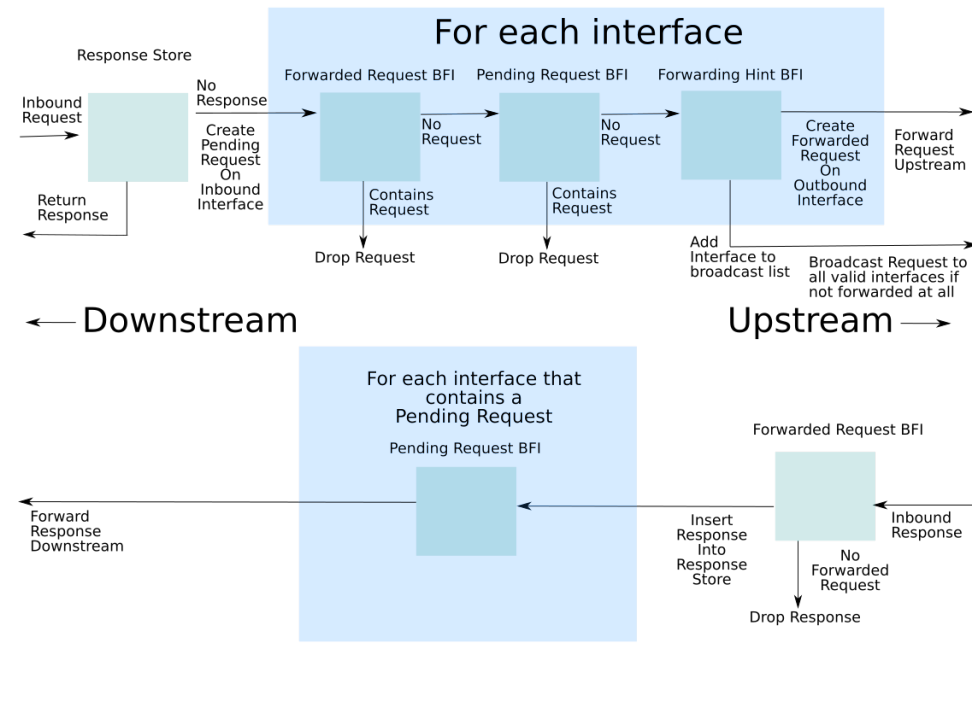 For each interface
Response Store
Forwarded Request BFI
Pending Request BFI
Forwarding Hint BFI
Inbound
Request
No
Response
Create
Pending
Request
On
Inbound
Interface
No
Request
No
Request
Create
Forwarded
Request
On
Outbound
Interface
Forward
Request
Upstream
Return
Response
Contains
Request
Contains
Request
Drop Request
Drop Request
Add
Interface to
broadcast list
Broadcast Request to
all valid interfaces if
not forwarded at all
Downstream
Upstream
For each interface that
contains a
Pending Request
Pending Request BFI
Forwarded Request BFI
Forward
Response
Downstream
Insert
Response
Into
Response
Store
Inbound
Response
No
Forwarded
Request
Drop Response